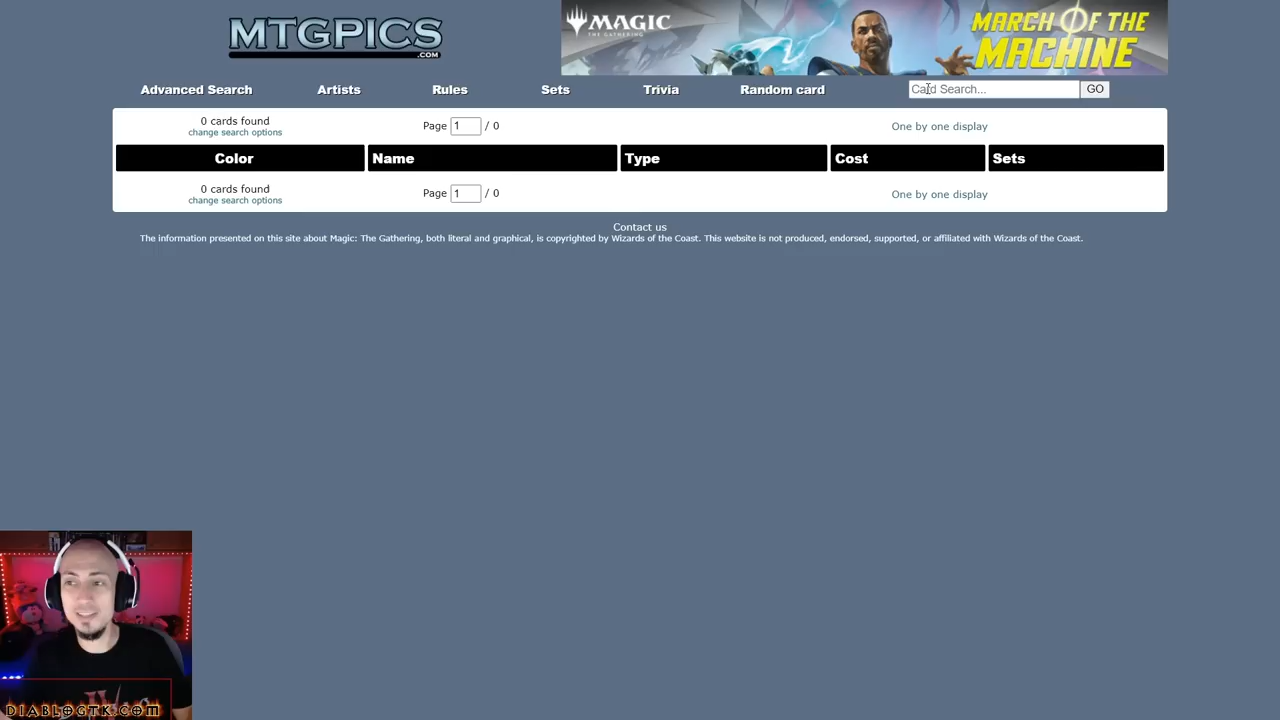 MTGPICS
.COM
MAGIC
THE GATHERING
MARCH OF THE
MACHINE
Advanced Search
Artists
Rules
Sets
Trivia
Random card
Card Search...
GO
0 cards found
change search options
Page 1 / 0
One by one display
Color
Name
Type
Cost
Sets
0 cards found
change search options
Page 1 / 0
One by one display
Contact us
The information presented on this site about Magic: The Gathering, both literal and graphical, is copyrighted by Wizards of the Coast. This website is not produced, endorsed, supported, or affiliated with Wizards of the Coast.
DIABLOGTK.COM